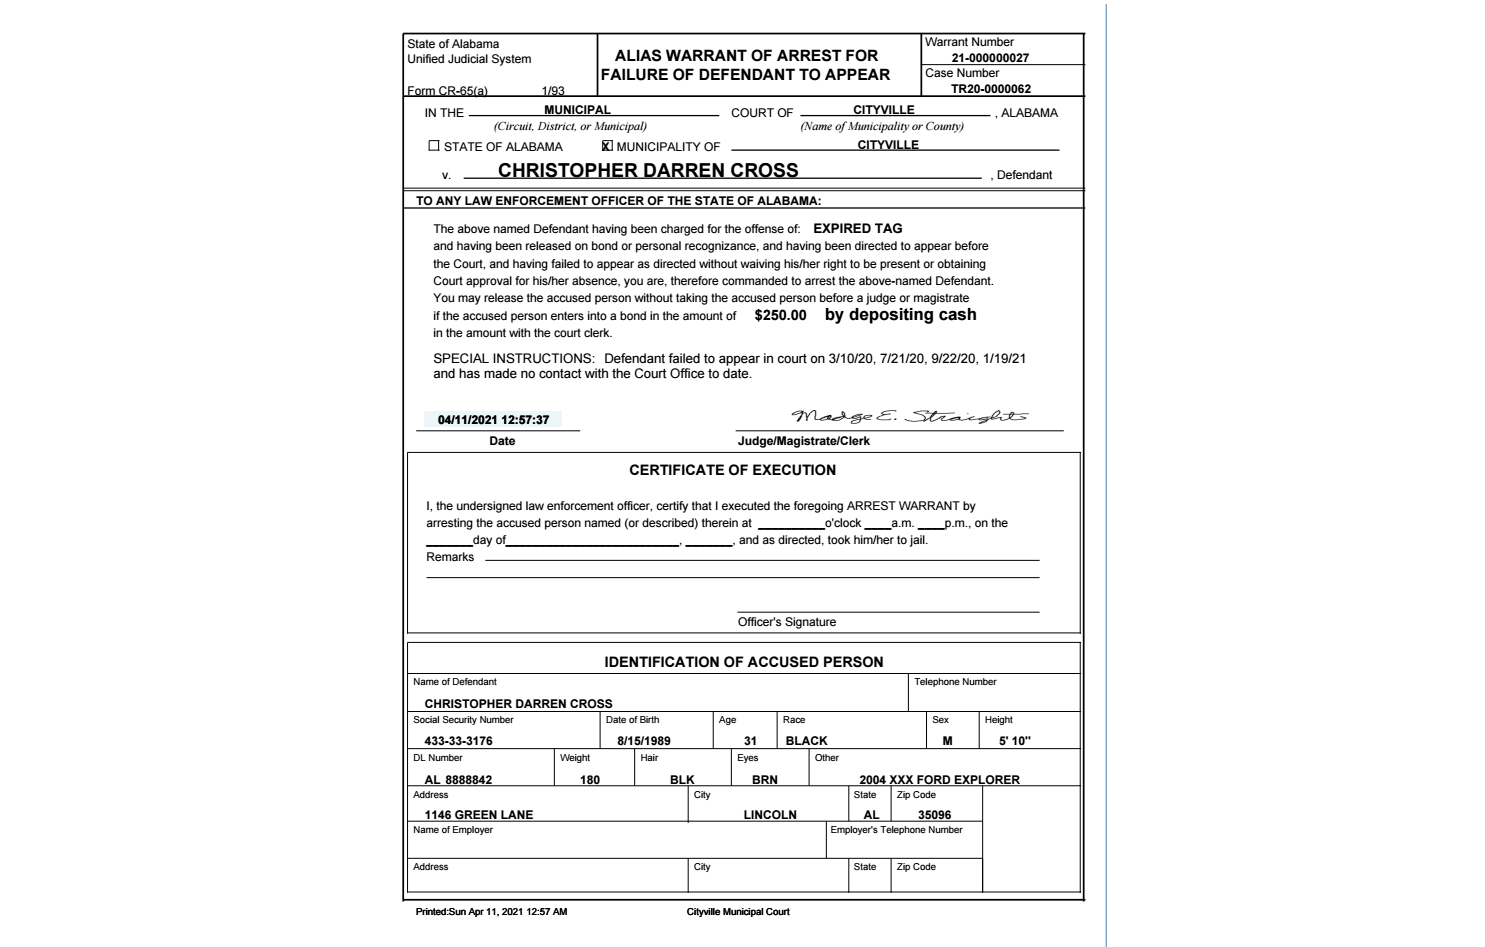 State of Alabama
Unified Judicial System
Form CR-65(a) 1/93
ALIAS WARRANT OF ARREST FOR
FAILURE OF DEFENDANT TO APPEAR
Warrant Number
21-000000027
Case Number
TR20-0000062
IN THE MUNICIPAL COURT OF CITYVILLE , ALABAMA
(Circuit, District, or Municipal) (Name of Municipality or County)
☐ STATE OF ALABAMA ☒ MUNICIPALITY OF CITYVILLE
v. CHRISTOPHER DARREN CROSS , Defendant
TO ANY LAW ENFORCEMENT OFFICER OF THE STATE OF ALABAMA:
The above named Defendant having been charged for the offense of: EXPIRED TAG
and having been released on bond or personal recognizance, and having been directed to appear before
the Court, and having failed to appear as directed without waiving his/her right to be present or obtaining
Court approval for his/her absence, you are, therefore commanded to arrest the above-named Defendant.
You may release the accused person without taking the accused person before a judge or magistrate
if the accused person enters into a bond in the amount of $250.00 by depositing cash
in the amount with the court clerk.
SPECIAL INSTRUCTIONS: Defendant failed to appear in court on 3/10/20, 7/21/20, 9/22/20, 1/19/21
and has made no contact with the Court Office to date.
04/11/2021 12:57:37 Madge E. Straight
Date Judge/Magistrate/Clerk
CERTIFICATE OF EXECUTION
I, the undersigned law enforcement officer, certify that I executed the foregoing ARREST WARRANT by
arresting the accused person named (or described) therein at __________o'clock ____a.m. ____p.m., on the
_______day of__________________________, _______, and as directed, took him/her to jail.
Remarks
Officer's Signature
IDENTIFICATION OF ACCUSED PERSON
Name of Defendant Telephone Number
CHRISTOPHER DARREN CROSS
Social Security Number Date of Birth Age Race Sex Height
433-33-3176 8/15/1989 31 BLACK M 5' 10"
DL Number Weight Hair Eyes Other
AL 8888842 180 BLK BRN 2004 XXX FORD EXPLORER
Address City State Zip Code
1146 GREEN LANE LINCOLN AL 35096
Name of Employer Employer's Telephone Number
Address City State Zip Code
Printed:Sun Apr 11, 2021 12:57 AM Cityville Municipal Court